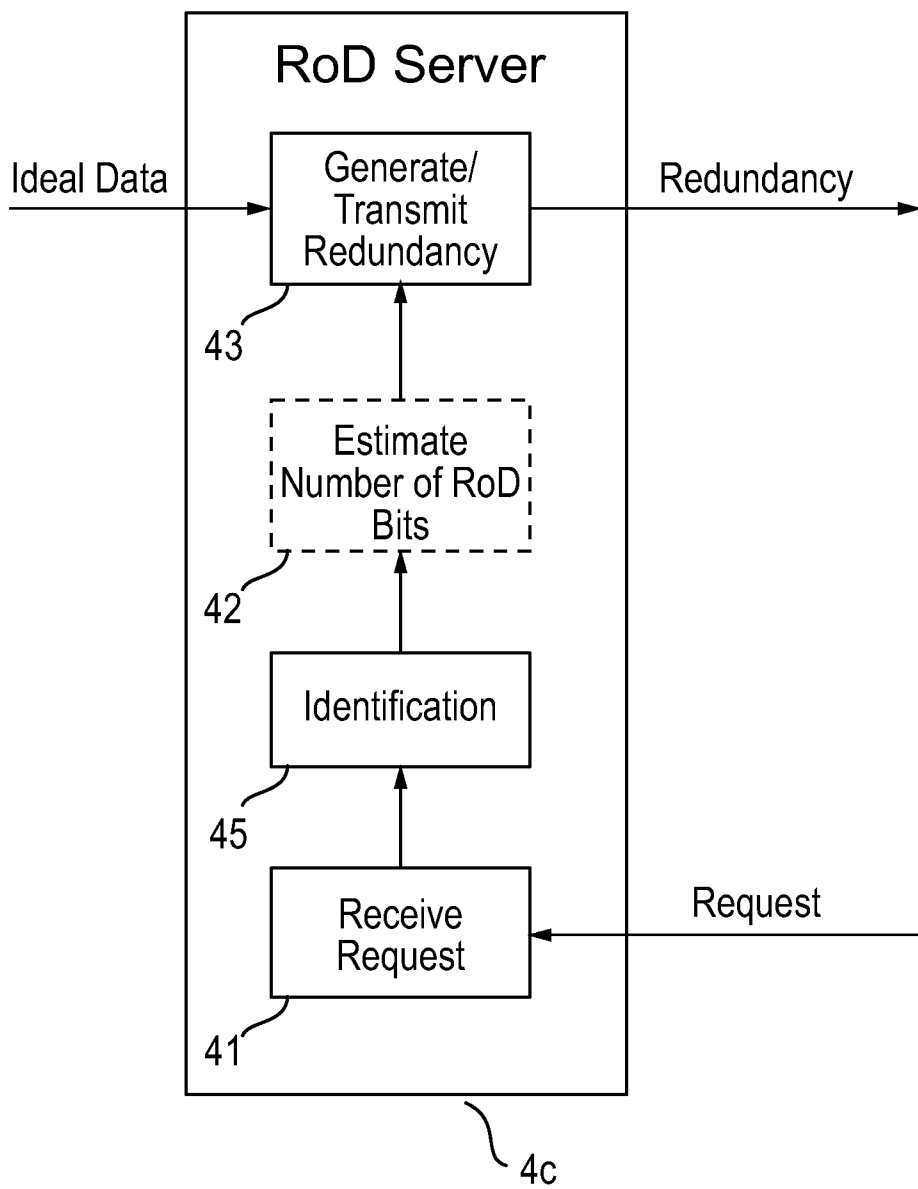 RoD Server
Ideal Data
Generate/
Transmit
Redundancy
Redundancy
43
Estimate
Number of RoD
Bits
42
Identification
45
Request
Receive
Request
41
4c